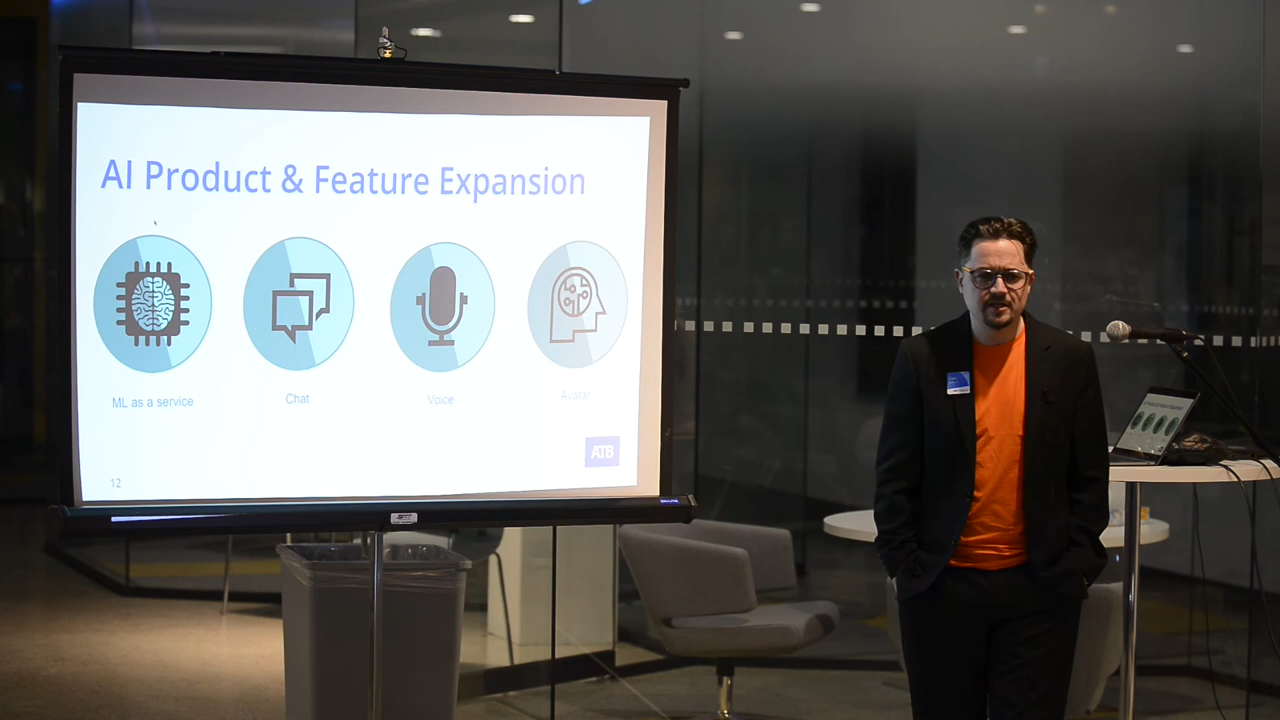 AI Product & Feature Expansion
ML as a service
Chat
Voice
Avatar
ATB
12